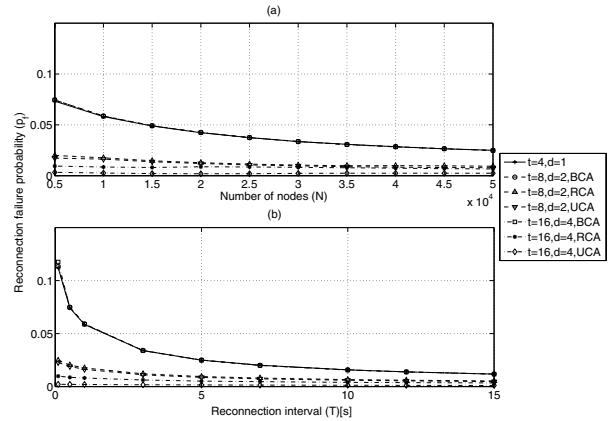 (a)
0.1
0.05
0
0.5 1 1.5 2 2.5 3 3.5 4 4.5 5
Number of nodes (N)
x 10⁴
Reconnection failure probability (p_f)
(b)
0.1
0.05
0
0 5 10 15
Reconnection interval (T)[s]
t=4,d=1
t=8,d=2,BCA
t=8,d=2,RCA
t=8,d=2,UCA
t=16,d=4,BCA
t=16,d=4,RCA
t=16,d=4,UCA